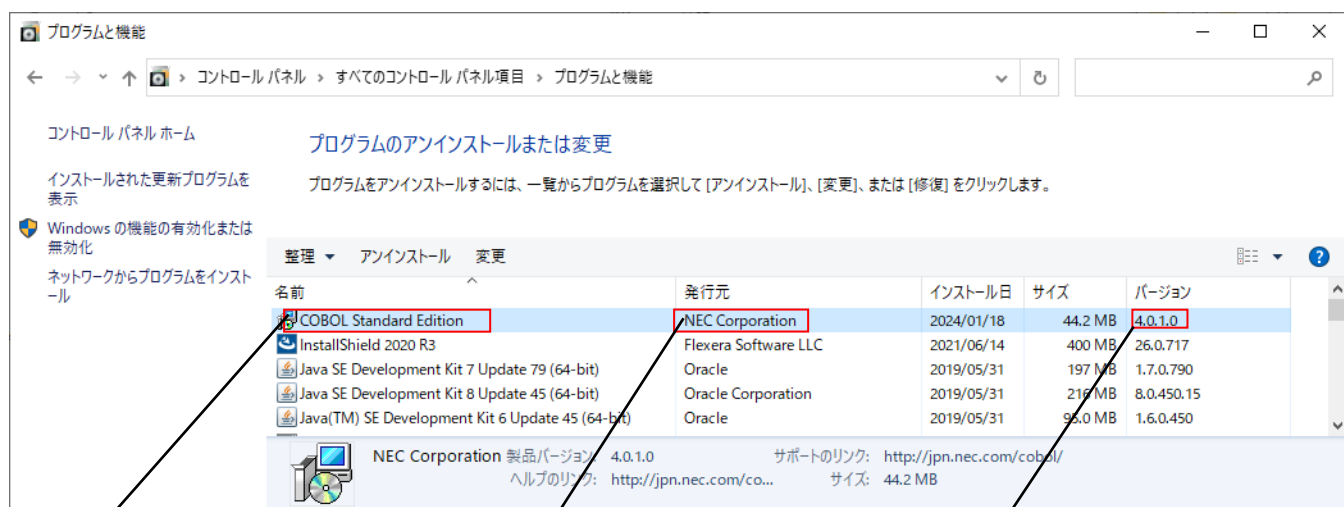 プログラムと機能
コントロール パネル › すべてのコントロール パネル項目 › プログラムと機能
コントロール パネル ホーム
インストールされた更新プログラムを
表示
Windows の機能の有効化または
無効化
ネットワークからプログラムをインスト
ール
プログラムのアンインストールまたは変更
プログラムをアンインストールするには、一覧からプログラムを選択して [アンインストール]、[変更]、または [修復] をクリックします。
整理 アンインストール 変更
名前 発行元 インストール日 サイズ バージョン
COBOL Standard Edition NEC Corporation 2024/01/18 44.2 MB 4.0.1.0
InstallShield 2020 R3 Flexera Software LLC 2021/06/14 400 MB 26.0.717
Java SE Development Kit 7 Update 79 (64-bit) Oracle 2019/05/31 197 MB 1.7.0.790
Java SE Development Kit 8 Update 45 (64-bit) Oracle Corporation 2019/05/31 216 MB 8.0.450.15
Java(TM) SE Development Kit 6 Update 45 (64-bit) Oracle 2019/05/31 95.0 MB 1.6.0.450
NEC Corporation 製品バージョン: 4.0.1.0 サポートのリンク: http://jpn.nec.com/cobol/
ヘルプのリンク: http://jpn.nec.com/co... サイズ: 44.2 MB